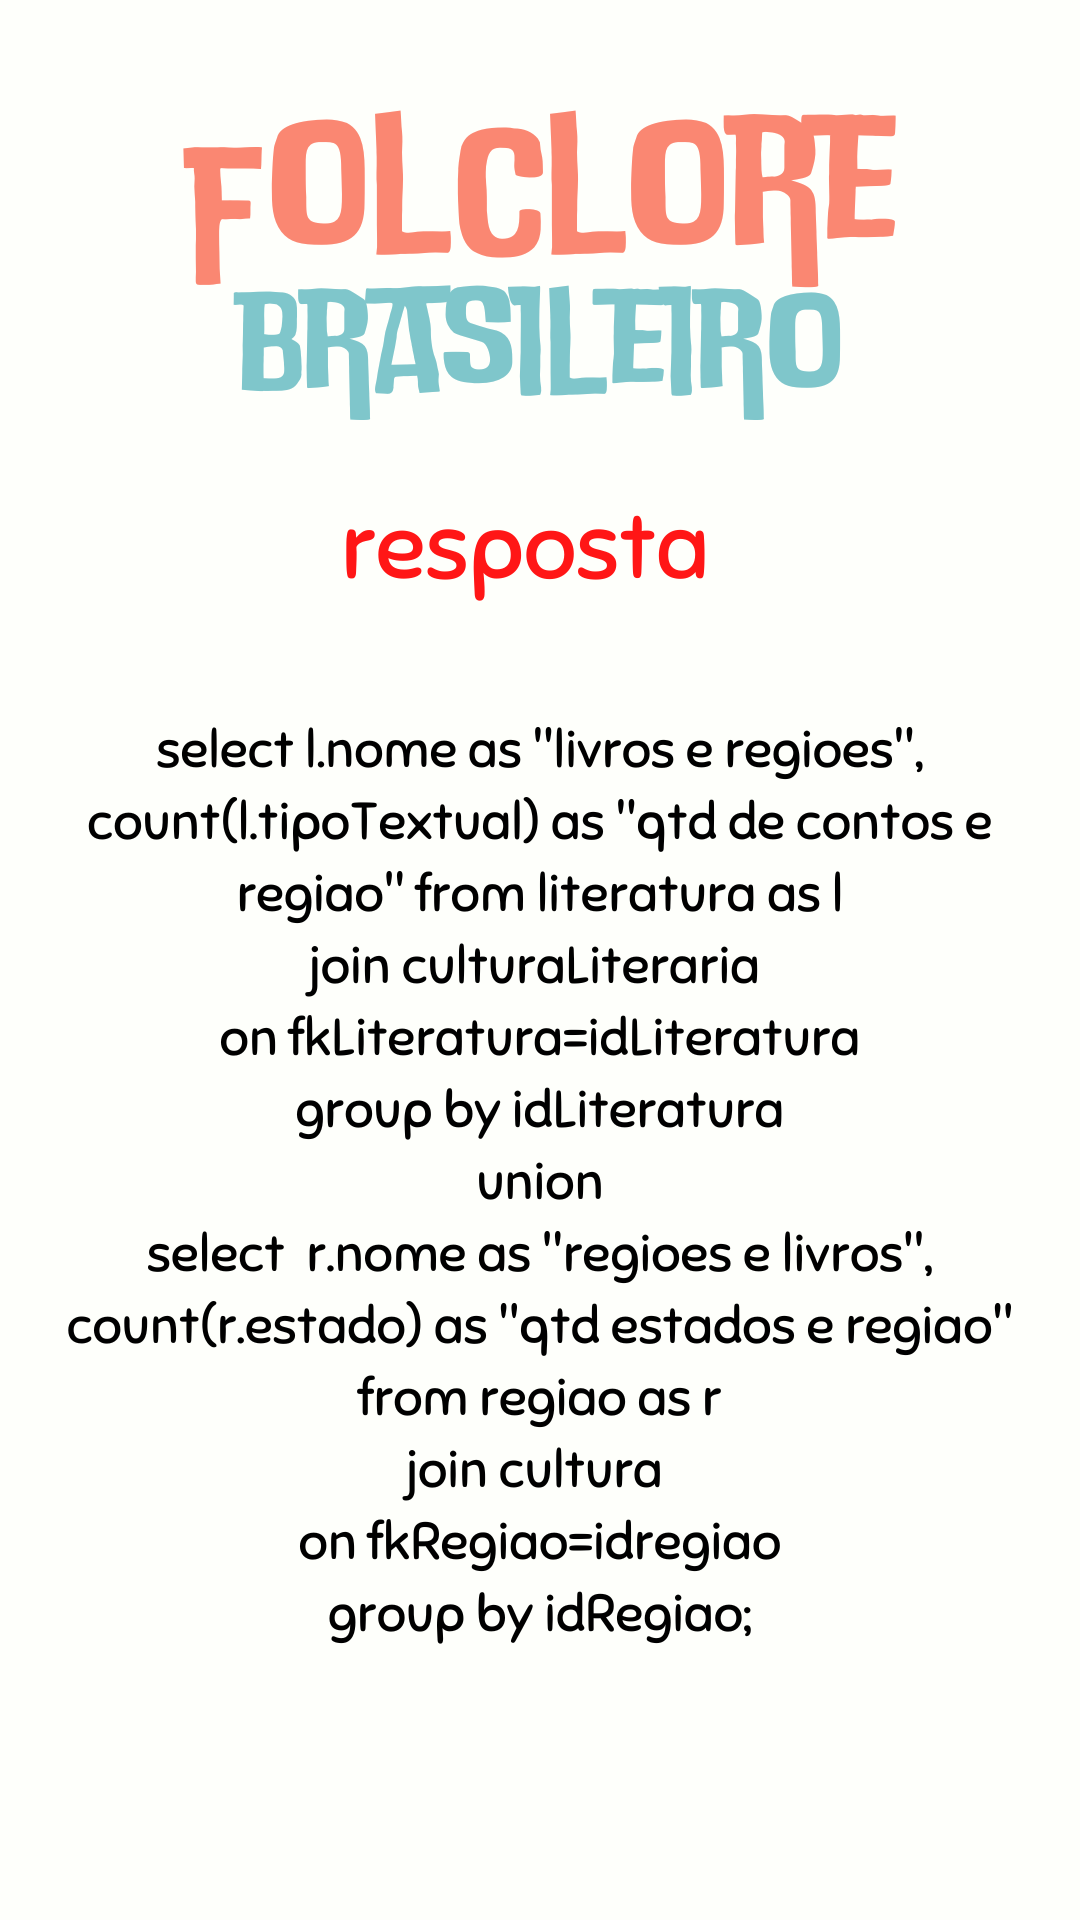 FOLCLORE
BRASILEIRO
resposta
select l.nome as "livros e regioes",
count(l.tipoTextual) as "qtd de contos e
regiao" from literatura as l
join culturaLiteraria
on fkLiteratura=idLiteratura
group by idLiteratura
union
select  r.nome as "regioes e livros",
count(r.estado) as "qtd estados e regiao"
from regiao as r
join cultura
on fkRegiao=idregiao
group by idRegiao;